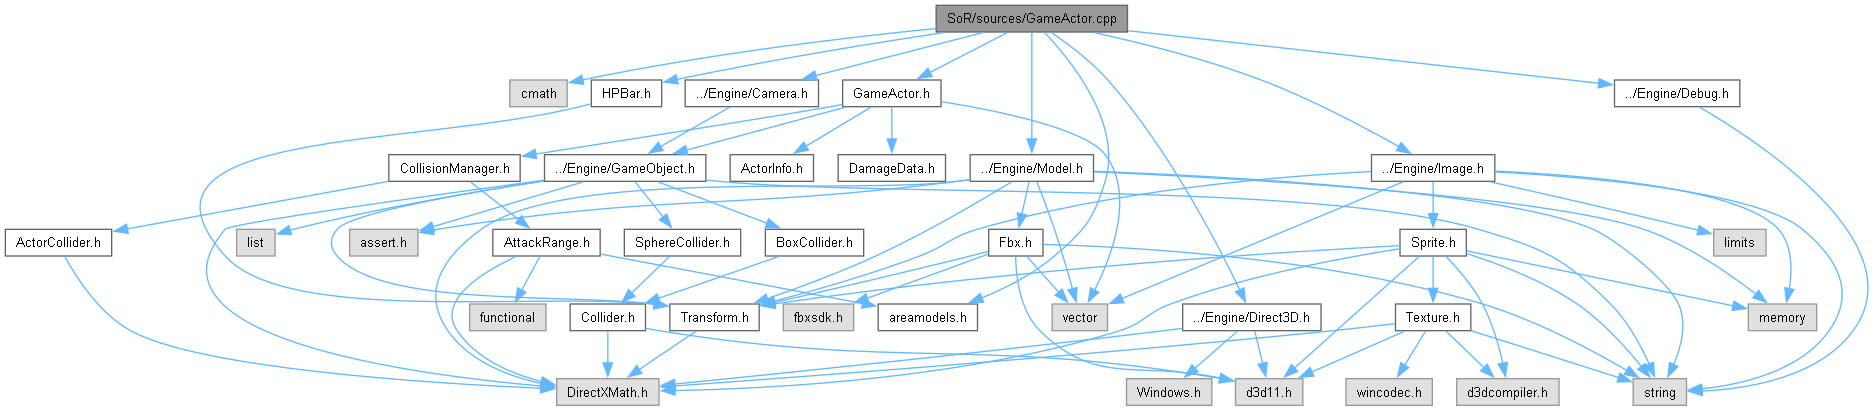 SoR/sources/GameActor.cpp
cmath
HPBar.h
../Engine/Camera.h
GameActor.h
../Engine/Debug.h
CollisionManager.h
../Engine/GameObject.h
ActorInfo.h
DamageData.h
../Engine/Model.h
../Engine/Image.h
ActorCollider.h
list
assert.h
AttackRange.h
SphereCollider.h
BoxCollider.h
Fbx.h
Sprite.h
limits
functional
Collider.h
Transform.h
fbxsdk.h
areamodels.h
vector
../Engine/Direct3D.h
Texture.h
memory
DirectXMath.h
Windows.h
d3d11.h
wincodec.h
d3dcompiler.h
string